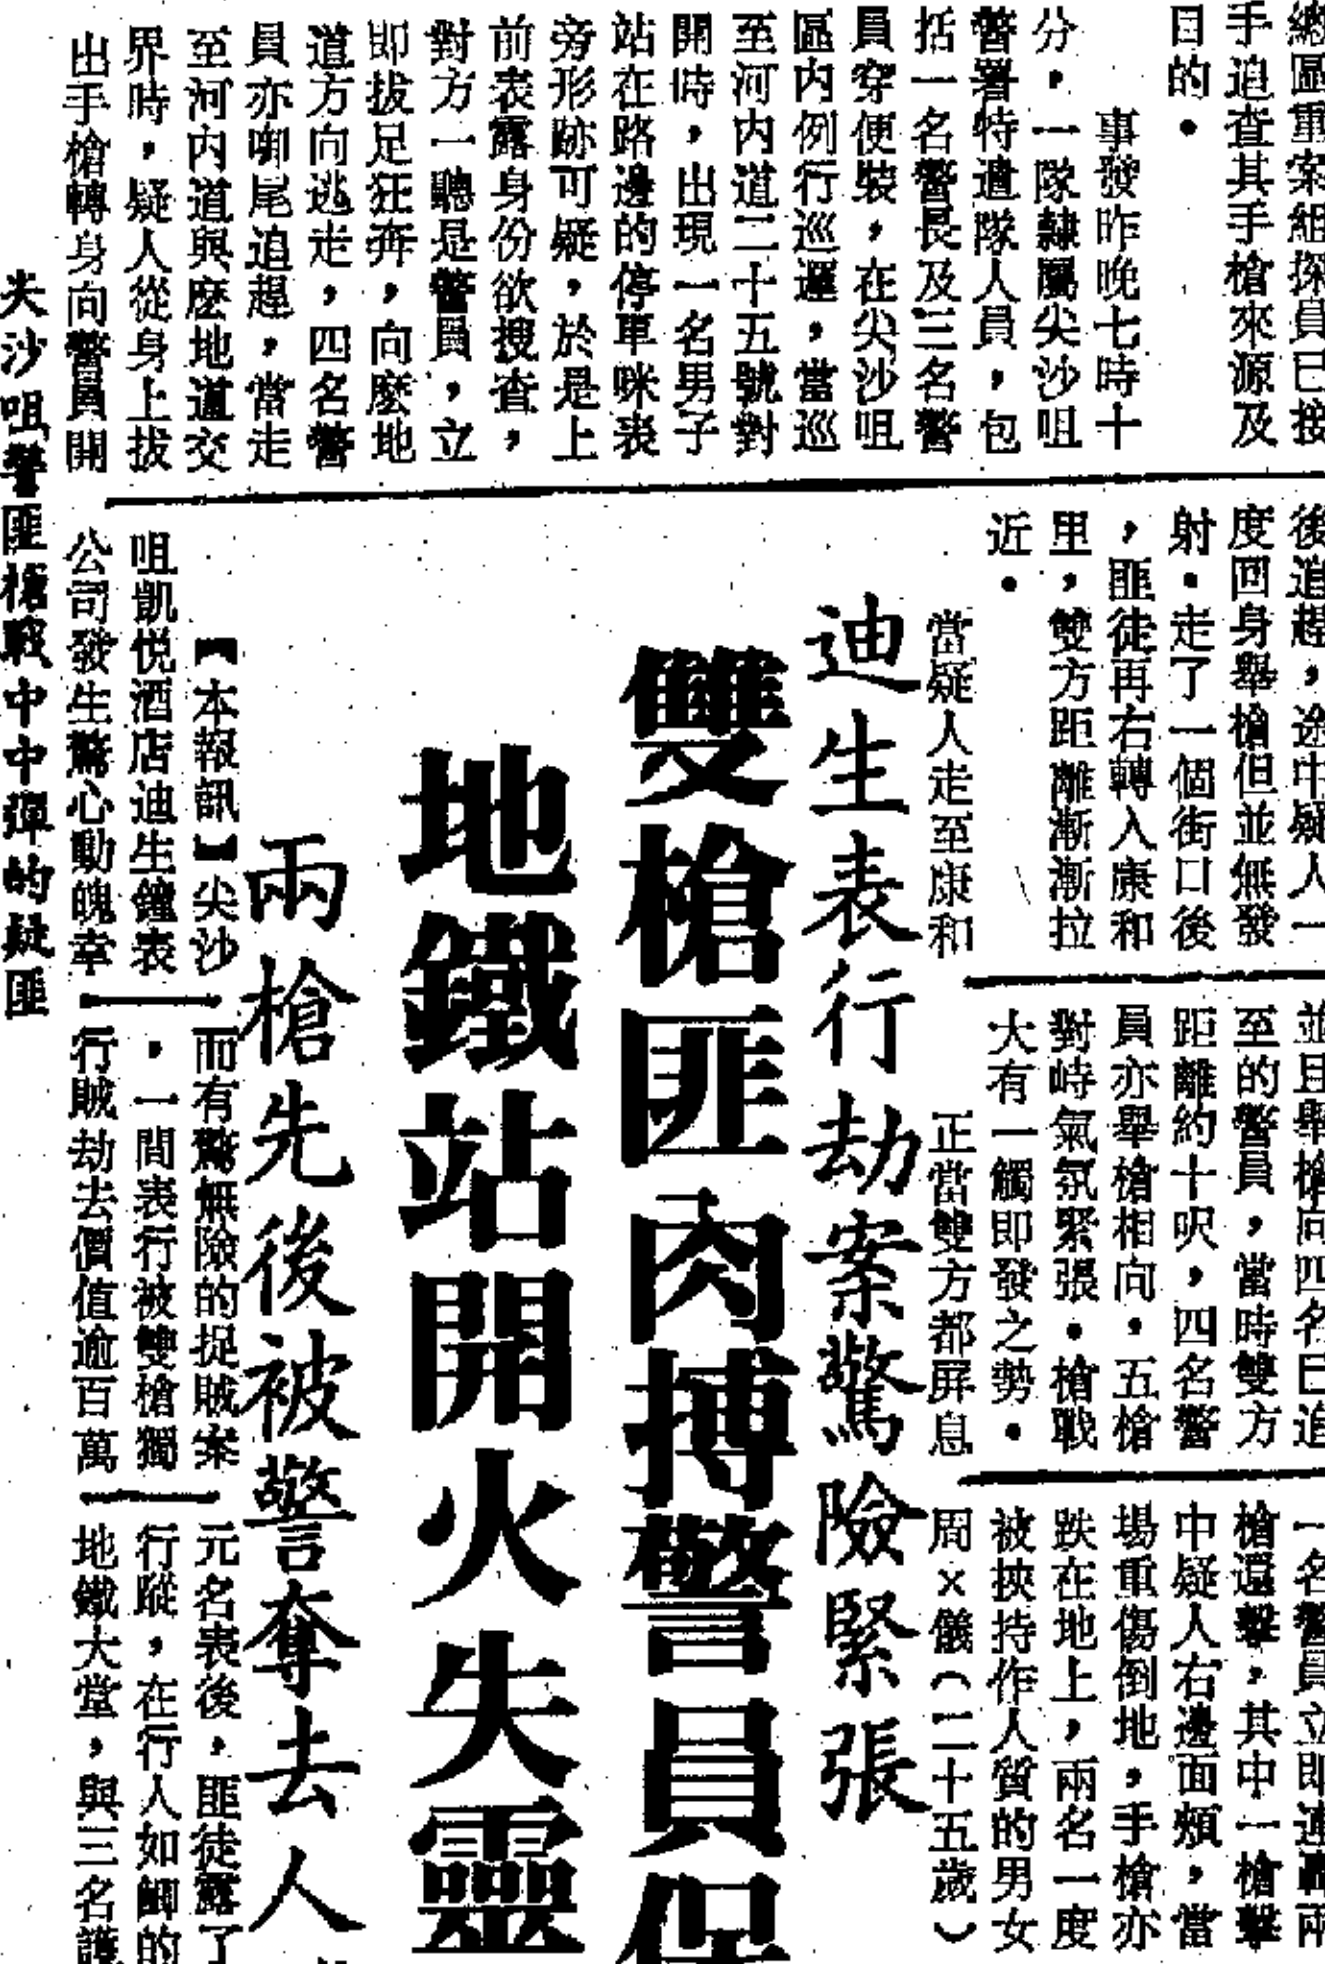 總區重案組探員已接
手追查其手槍來源及
目的。
事發昨晚七時十
分，一隊隸屬尖沙咀
警署特遣隊人員，包
括一名警長及三名警
員穿便裝，在尖沙咀
區內例行巡邏，當巡
至河內道二十五號對
開時，出現一名男子
站在路邊的停車咪表
旁形跡可疑，於是上
前表露身份欲搜查，
對方一聽是警員，立
即拔足狂奔，向麼地
道方向逃走，四名警
員亦啣尾追趕，當走
至河內道與麼地道交
界時，疑人從身上拔
出手槍轉身向警員開
後追趕，途中疑人一
度回身舉槍但並無發
射。走了一個街口後
，匪徒再右轉入康和
里，雙方距離漸漸拉
近。
當疑人走至康和
並且舉槍向四名已追
至的警員，當時雙方
距離約十呎，四名警
員亦舉槍相向。五槍
對峙氣氛緊張。槍戰
大有一觸即發之勢。
正當雙方都屏息
一名警員立即連轟兩
槍還擊，其中一槍擊
中疑人右邊面頰，當
場重傷倒地，手槍亦
跌在地上，兩名一度
被挾持作人質的男女
周×儀（二十五歲）
迪生表行劫案驚險緊張
雙槍匪肉搏警員保
地鐵站開火失靈
兩槍先後被警奪去人
【本報訊】尖沙
咀凱悦酒店迪生鐘表
公司發生驚心動魄幸
而有驚無險的捉賊案
，一間表行被雙槍獨
行賊劫去價值逾百萬
元名表後，匪徒露了
行蹤，在行人如鯽的
地鐵大堂，與三名護
尖沙咀警匪槍戰中中彈的疑匪